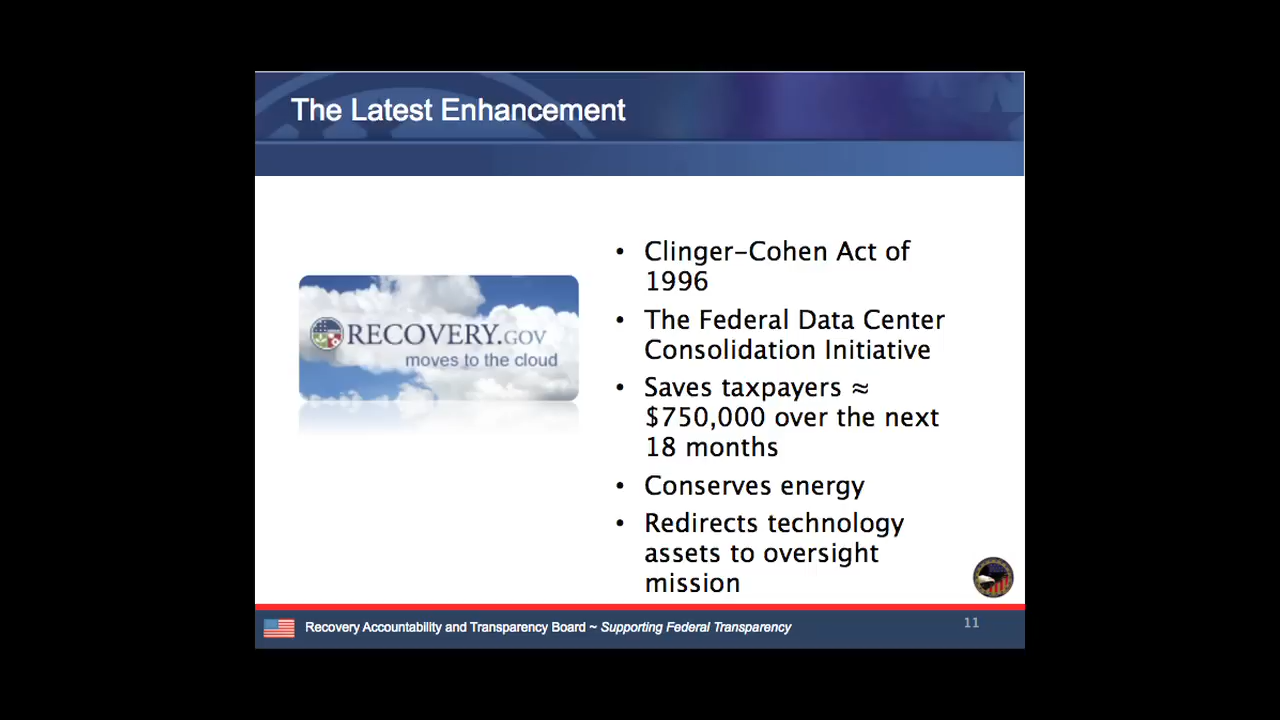 The Latest Enhancement
RECOVERY.GOV
moves to the cloud
• Clinger-Cohen Act of
1996
• The Federal Data Center
Consolidation Initiative
• Saves taxpayers ≈
$750,000 over the next
18 months
• Conserves energy
• Redirects technology
assets to oversight
mission
Recovery Accountability and Transparency Board ~ Supporting Federal Transparency
11